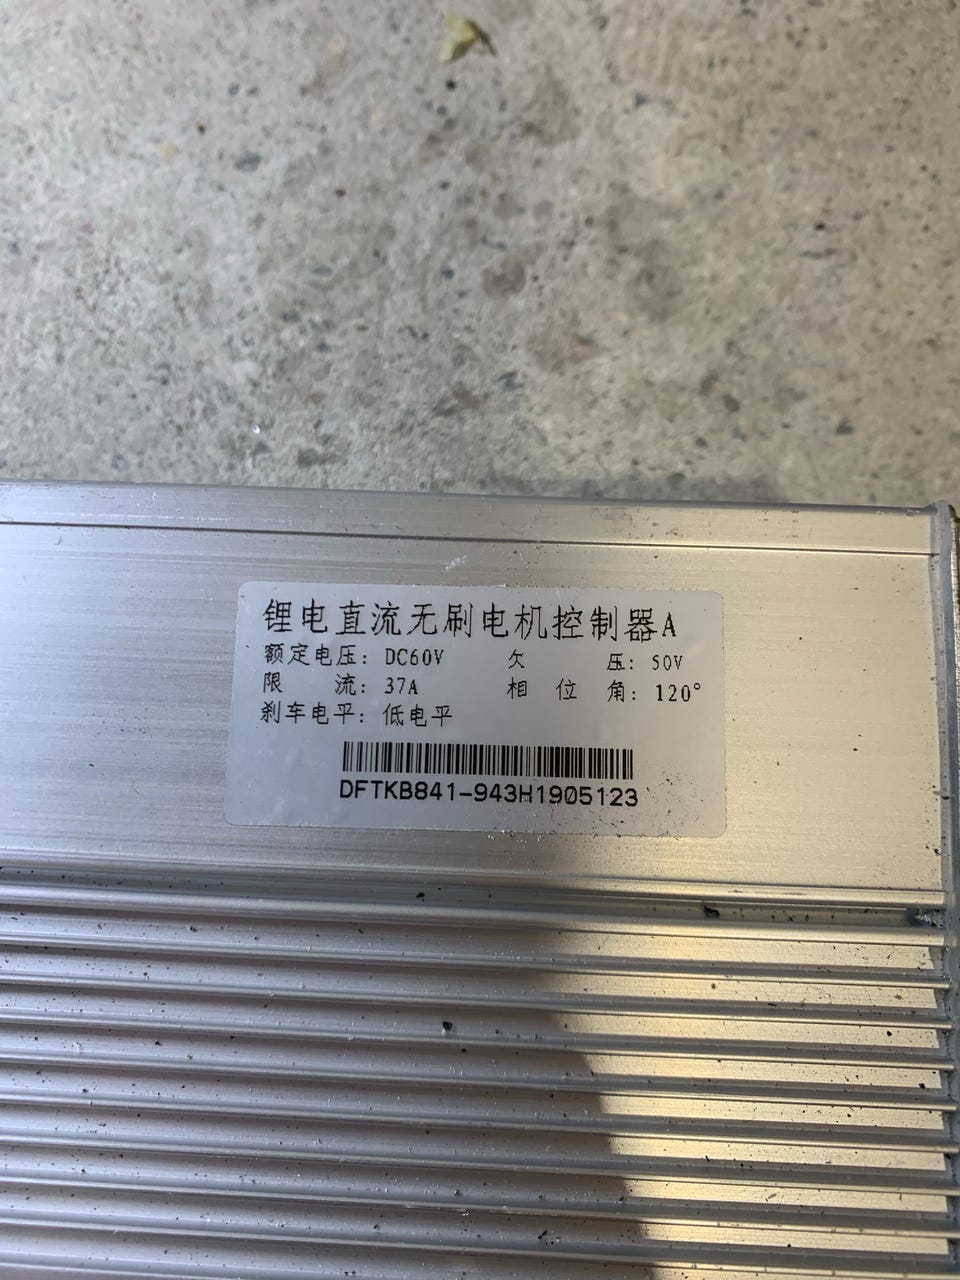 锂电直流无刷电机控制器A
额定电压: DC60V 欠 压: 50V
限 流: 37A 相 位 角: 120°
刹车电平: 低电平
DFTKB841-943H1905123